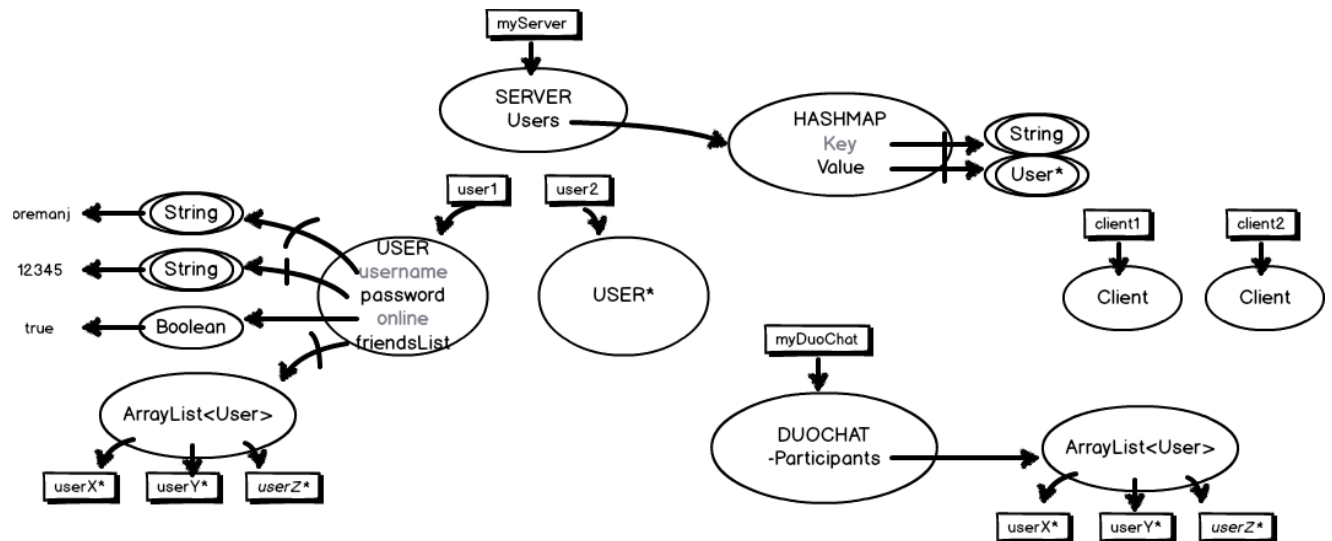 myServer
SERVER
Users
HASHMAP
Key
Value
String
User*
user1
user2
client1
client2
oremanj
String
12345
String
true
Boolean
USER
username
password
online
friendsList
USER*
Client
Client
myDuoChat
ArrayList<User>
userX*
userY*
userZ*
DUOCHAT
-Participants
ArrayList<User>
userX*
userY*
userZ*